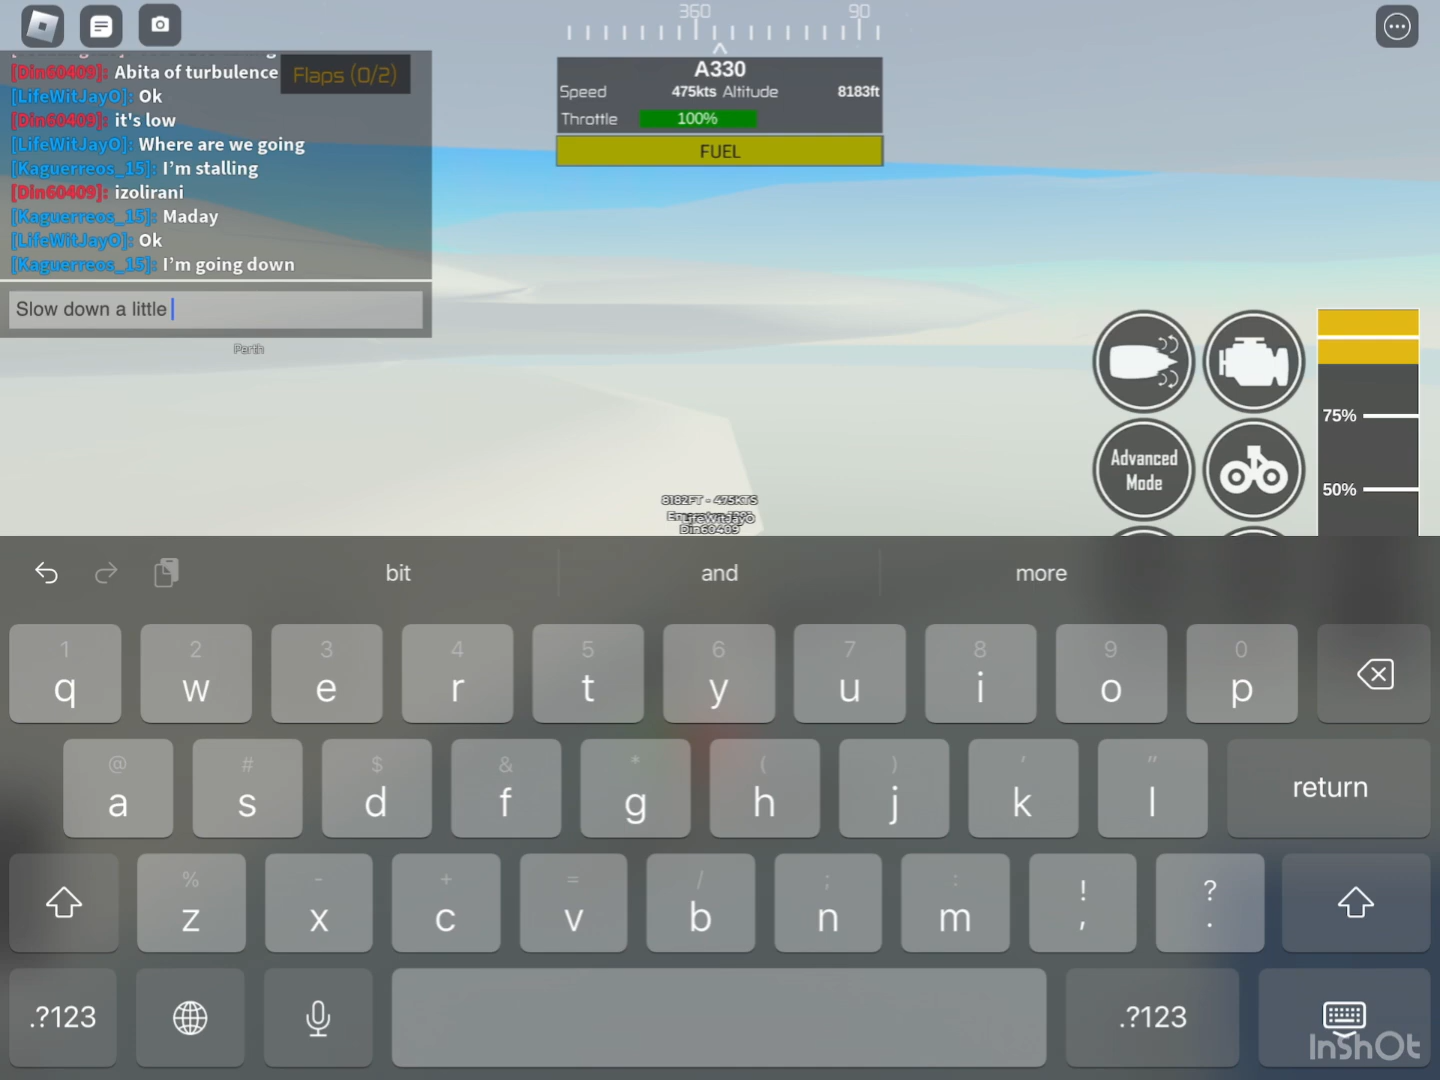 360 90
A330
Speed 475kts Altitude 8183ft
Throttle 100%
FUEL
Flaps (0/2)
[Din60409]: Abita of turbulence
[LifeWitJayO]: Ok
[Din60409]: it's low
[LifeWitJayO]: Where are we going
[Kaguerreos_15]: I'm stalling
[Din60409]: izolirani
[Kaguerreos_15]: Maday
[LifeWitJayO]: Ok
[Kaguerreos_15]: I'm going down
Slow down a little
Perth
Advanced
Mode
75%
50%
8182FT - 475KTS
LifeWitJayO
Din60409
bit and more
1 2 3 4 5 6 7 8 9 0
q w e r t y u i o p
@ # $ & * ( ) ' "
a s d f g h j k l return
% - + = / ; : ! ?
z x c v b n m , .
.?123 .?123
InShOt